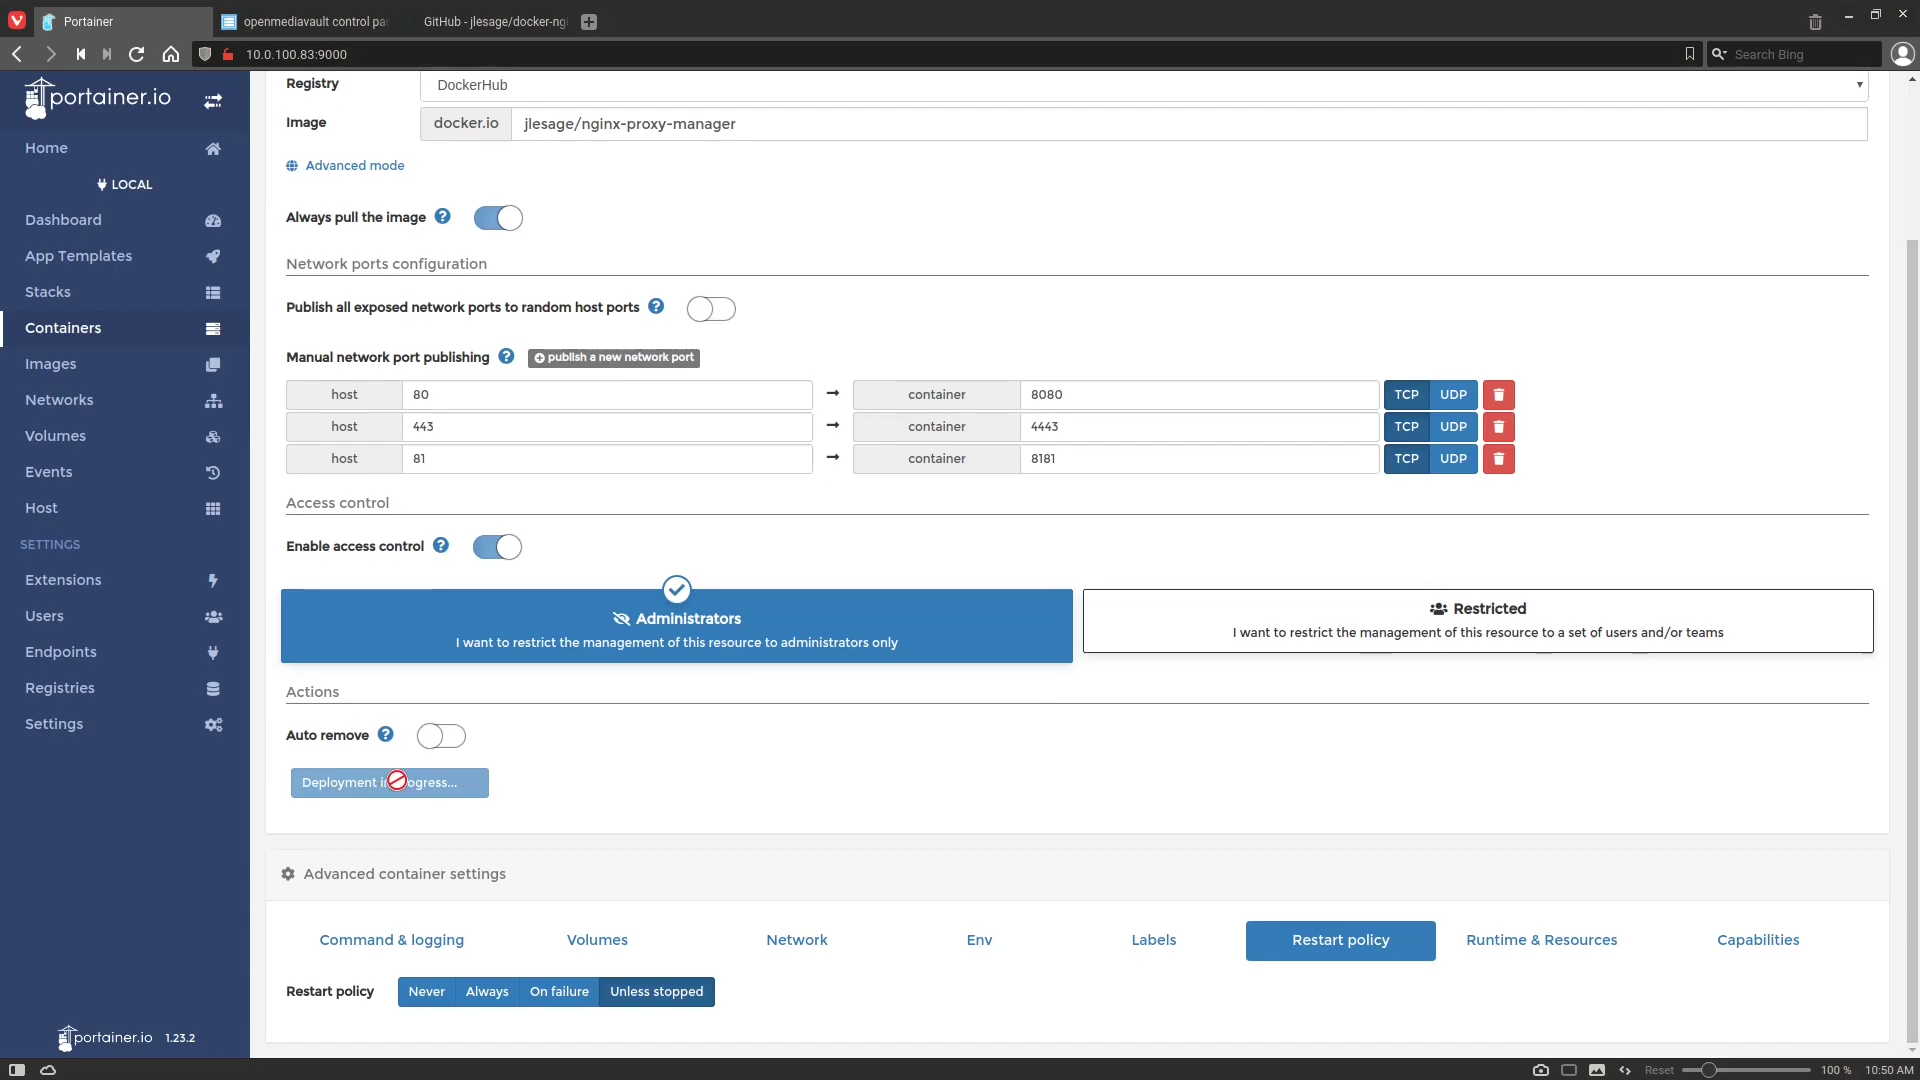 Portainer
openmediavault control pa
GitHub - jlesage/docker-ng
10.0.100.83:9000
Search Bing
portainer.io
Home
LOCAL
Dashboard
App Templates
Stacks
Containers
Images
Networks
Volumes
Events
Host
SETTINGS
Extensions
Users
Endpoints
Registries
Settings
portainer.io 1.23.2
Registry DockerHub
Image docker.io jlesage/nginx-proxy-manager
Advanced mode
Always pull the image
Network ports configuration
Publish all exposed network ports to random host ports
Manual network port publishing publish a new network port
host 80 → container 8080 TCP UDP
host 443 → container 4443 TCP UDP
host 81 → container 8181 TCP UDP
Access control
Enable access control
Administrators
I want to restrict the management of this resource to administrators only
Restricted
I want to restrict the management of this resource to a set of users and/or teams
Actions
Auto remove
Deployment in progress...
Advanced container settings
Command & logging Volumes Network Env Labels Restart policy Runtime & Resources Capabilities
Restart policy Never Always On failure Unless stopped
Reset 100 % 10:50 AM